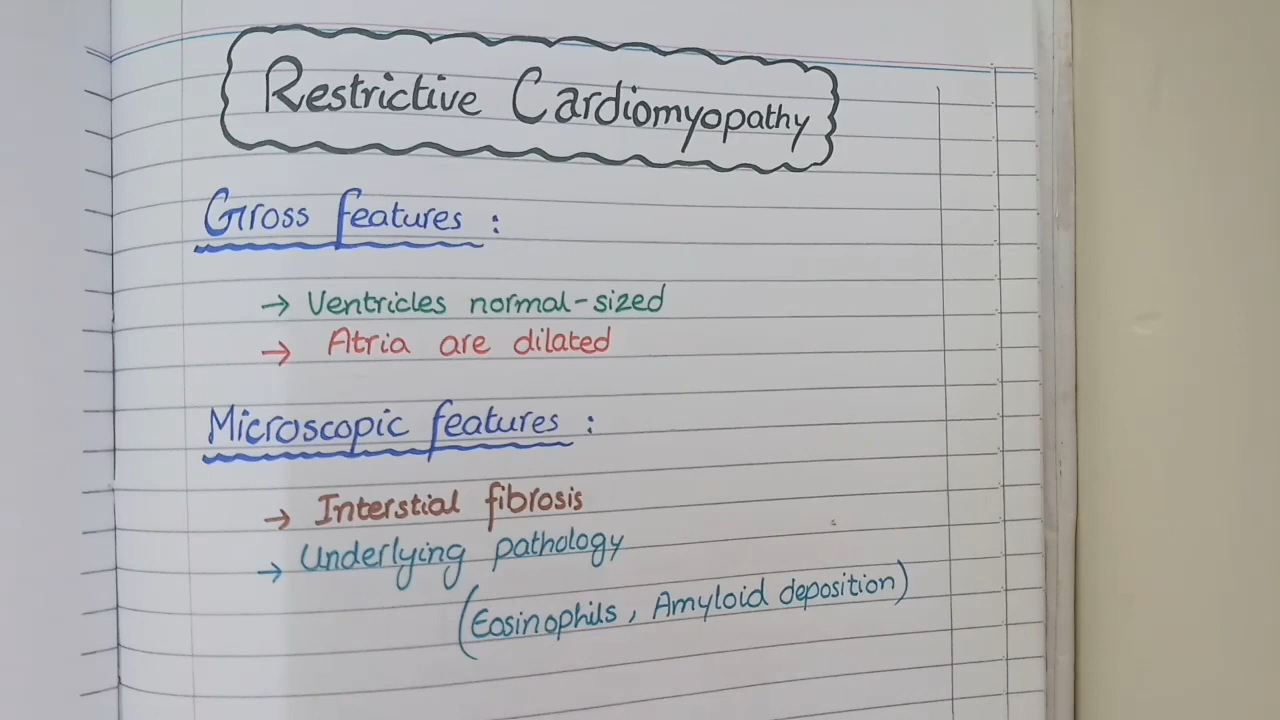 Restrictive Cardiomyopathy
Gross features :
→ Ventricles normal-sized
→ Atria are dilated
Microscopic features :
→ Interstial fibrosis
→ Underlying pathology
(Eosinophils, Amyloid deposition)